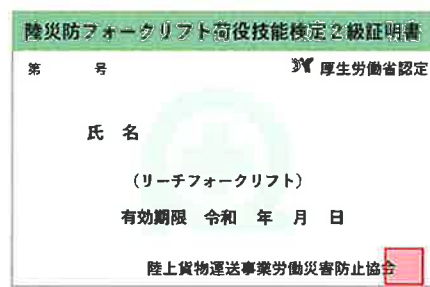 陸災防フォークリフト荷役技能検定2級証明書
第 号 厚生労働省認定
氏 名
(リーチフォークリフト)
有効期限 令和 年 月 日
陸上貨物運送事業労働災害防止協会